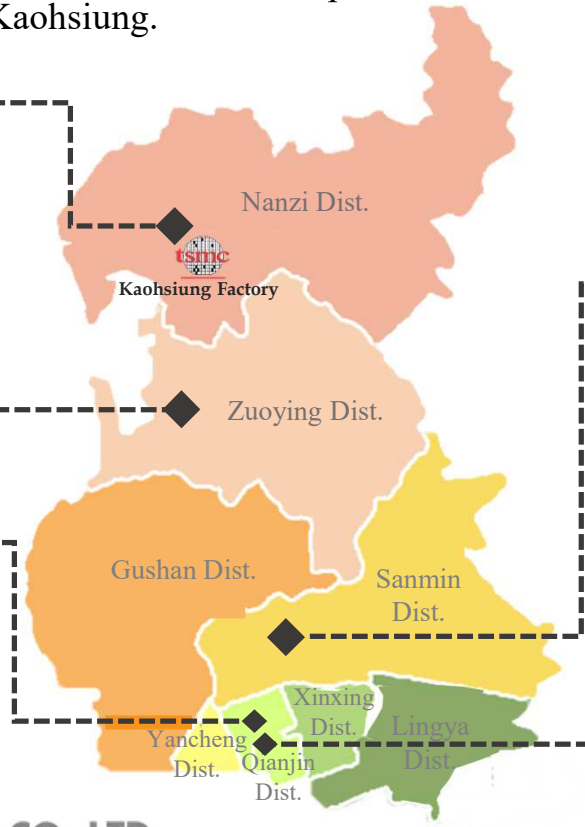 Kaohsiung.
Nanzi Dist.
tsmc
Kaohsiung Factory
Zuoying Dist.
Gushan Dist.
Sanmin
Dist.
Xinxing
Dist.
Lingya
Dist.
Yancheng
Dist.
Qianjin
Dist.